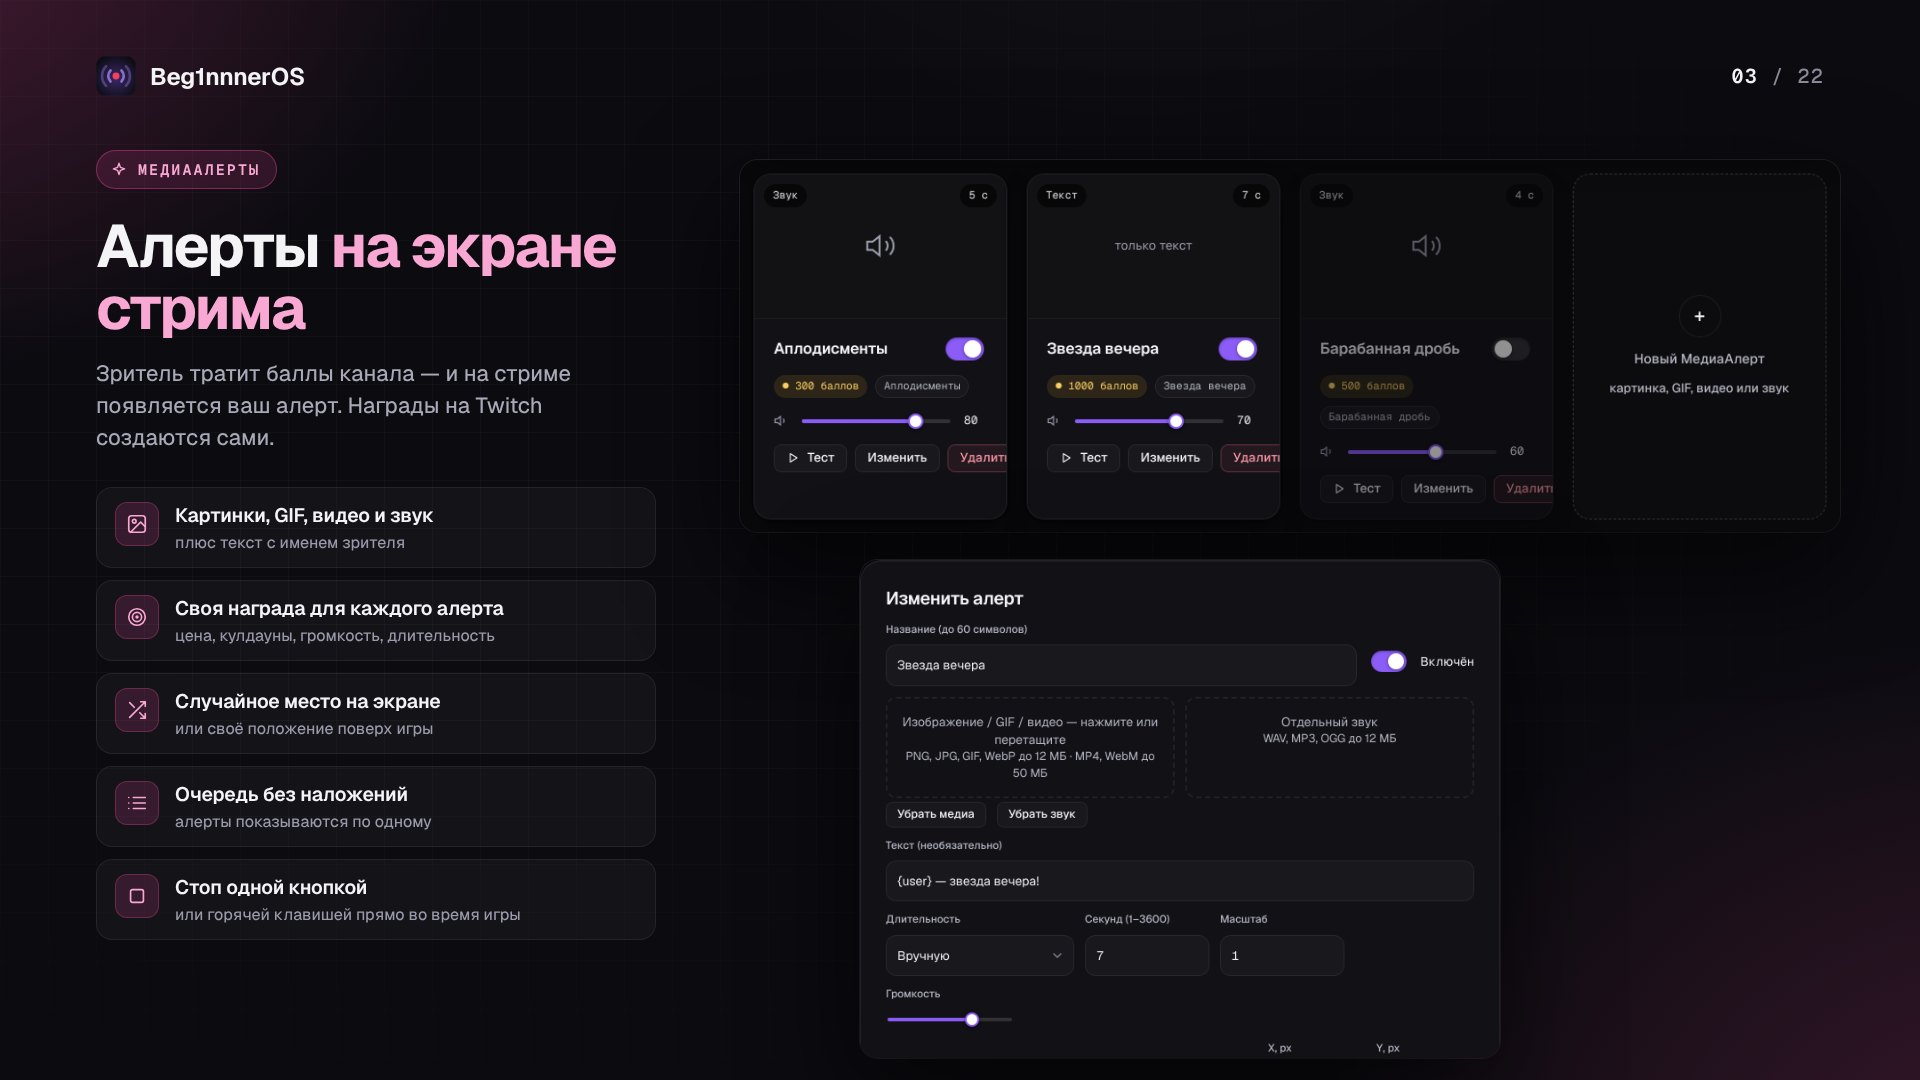 Beg1nnnerOS
03 / 22
МЕДИААЛЕРТЫ
Алерты на экране
стрима
Зритель тратит баллы канала — и на стриме
появляется ваш алерт. Награды на Twitch
создаются сами.
Картинки, GIF, видео и звук
плюс текст с именем зрителя
Своя награда для каждого алерта
цена, кулдауны, громкость, длительность
Случайное место на экране
или своё положение поверх игры
Очередь без наложений
алерты показываются по одному
Стоп одной кнопкой
или горячей клавишей прямо во время игры
Звук 5 с
Аплодисменты
300 баллов Аплодисменты
80
Тест Изменить Удалить
Текст 7 с
только текст
Звезда вечера
1000 баллов Звезда вечера
70
Тест Изменить Удалить
Звук 4 с
Барабанная дробь
500 баллов
Барабанная дробь
60
Тест Изменить Удалить
+
Новый МедиаАлерт
картинка, GIF, видео или звук
Изменить алерт
Название (до 60 символов)
Звезда вечера
Включён
Изображение / GIF / видео — нажмите или
перетащите
PNG, JPG, GIF, WebP до 12 МБ · MP4, WebM до
50 МБ
Отдельный звук
WAV, MP3, OGG до 12 МБ
Убрать медиа Убрать звук
Текст (необязательно)
{user} — звезда вечера!
Длительность Секунд (1–3600) Масштаб
Вручную 7 1
Громкость
X, px Y, px